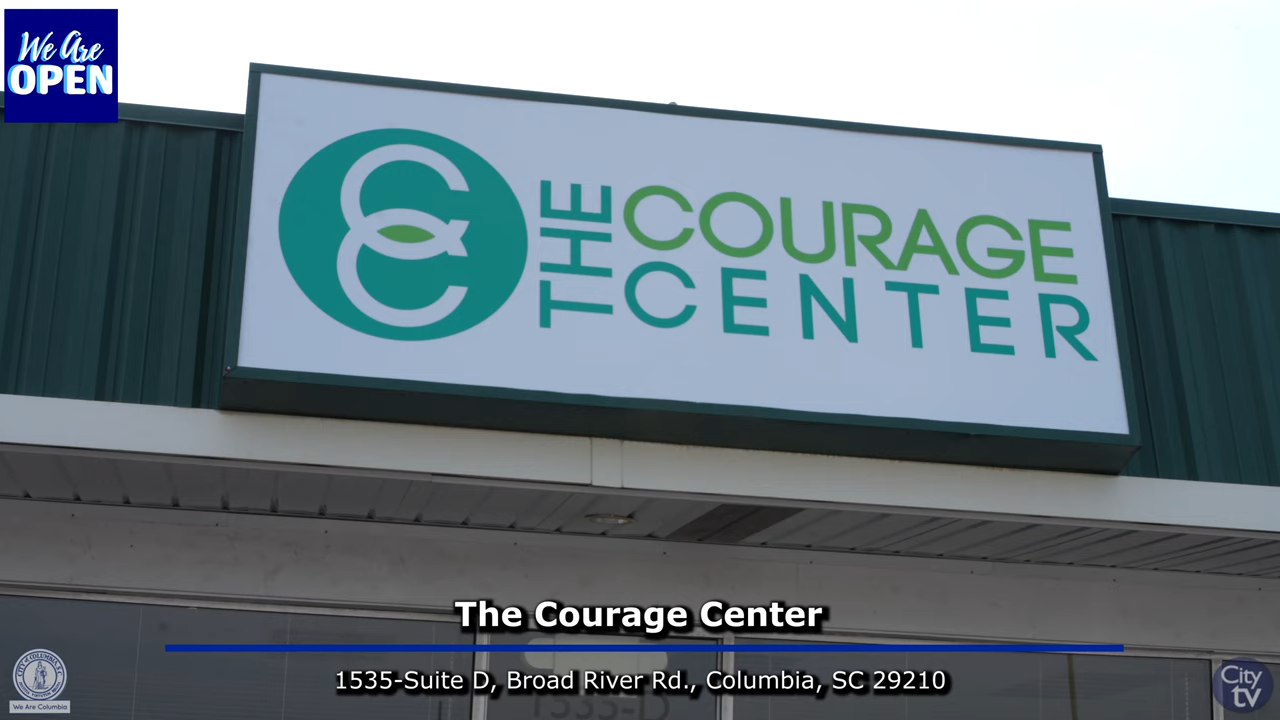 We Are
OPEN
THE
COURAGE
CENTER
The Courage Center
1535-Suite D, Broad River Rd., Columbia, SC 29210
1535-D
We Are Columbia
City
tv